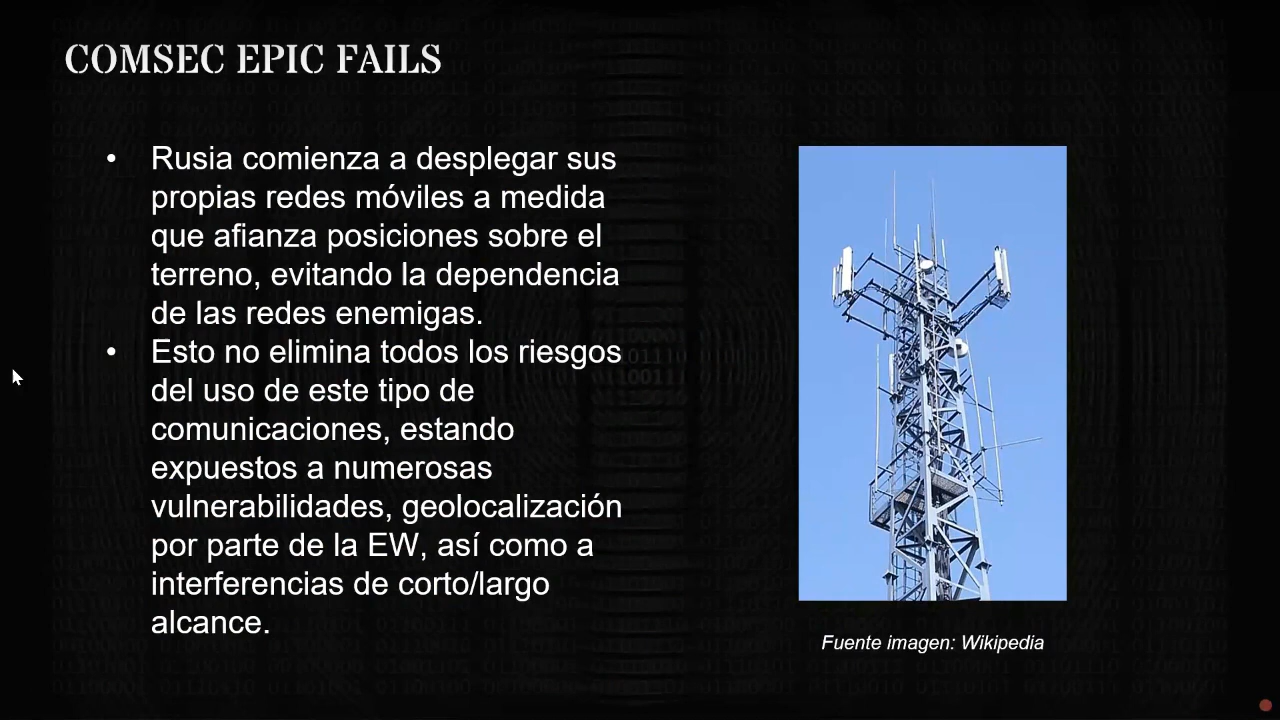 COMSEC EPIC FAILS
• Rusia comienza a desplegar sus
propias redes móviles a medida
que afianza posiciones sobre el
terreno, evitando la dependencia
de las redes enemigas.
• Esto no elimina todos los riesgos
del uso de este tipo de
comunicaciones, estando
expuestos a numerosas
vulnerabilidades, geolocalización
por parte de la EW, así como a
interferencias de corto/largo
alcance.
Fuente imagen: Wikipedia